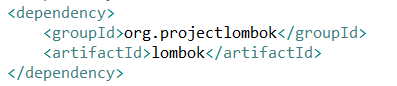 <dependency>
    <groupId>org.projectlombok</groupId>
    <artifactId>lombok</artifactId>
</dependency>